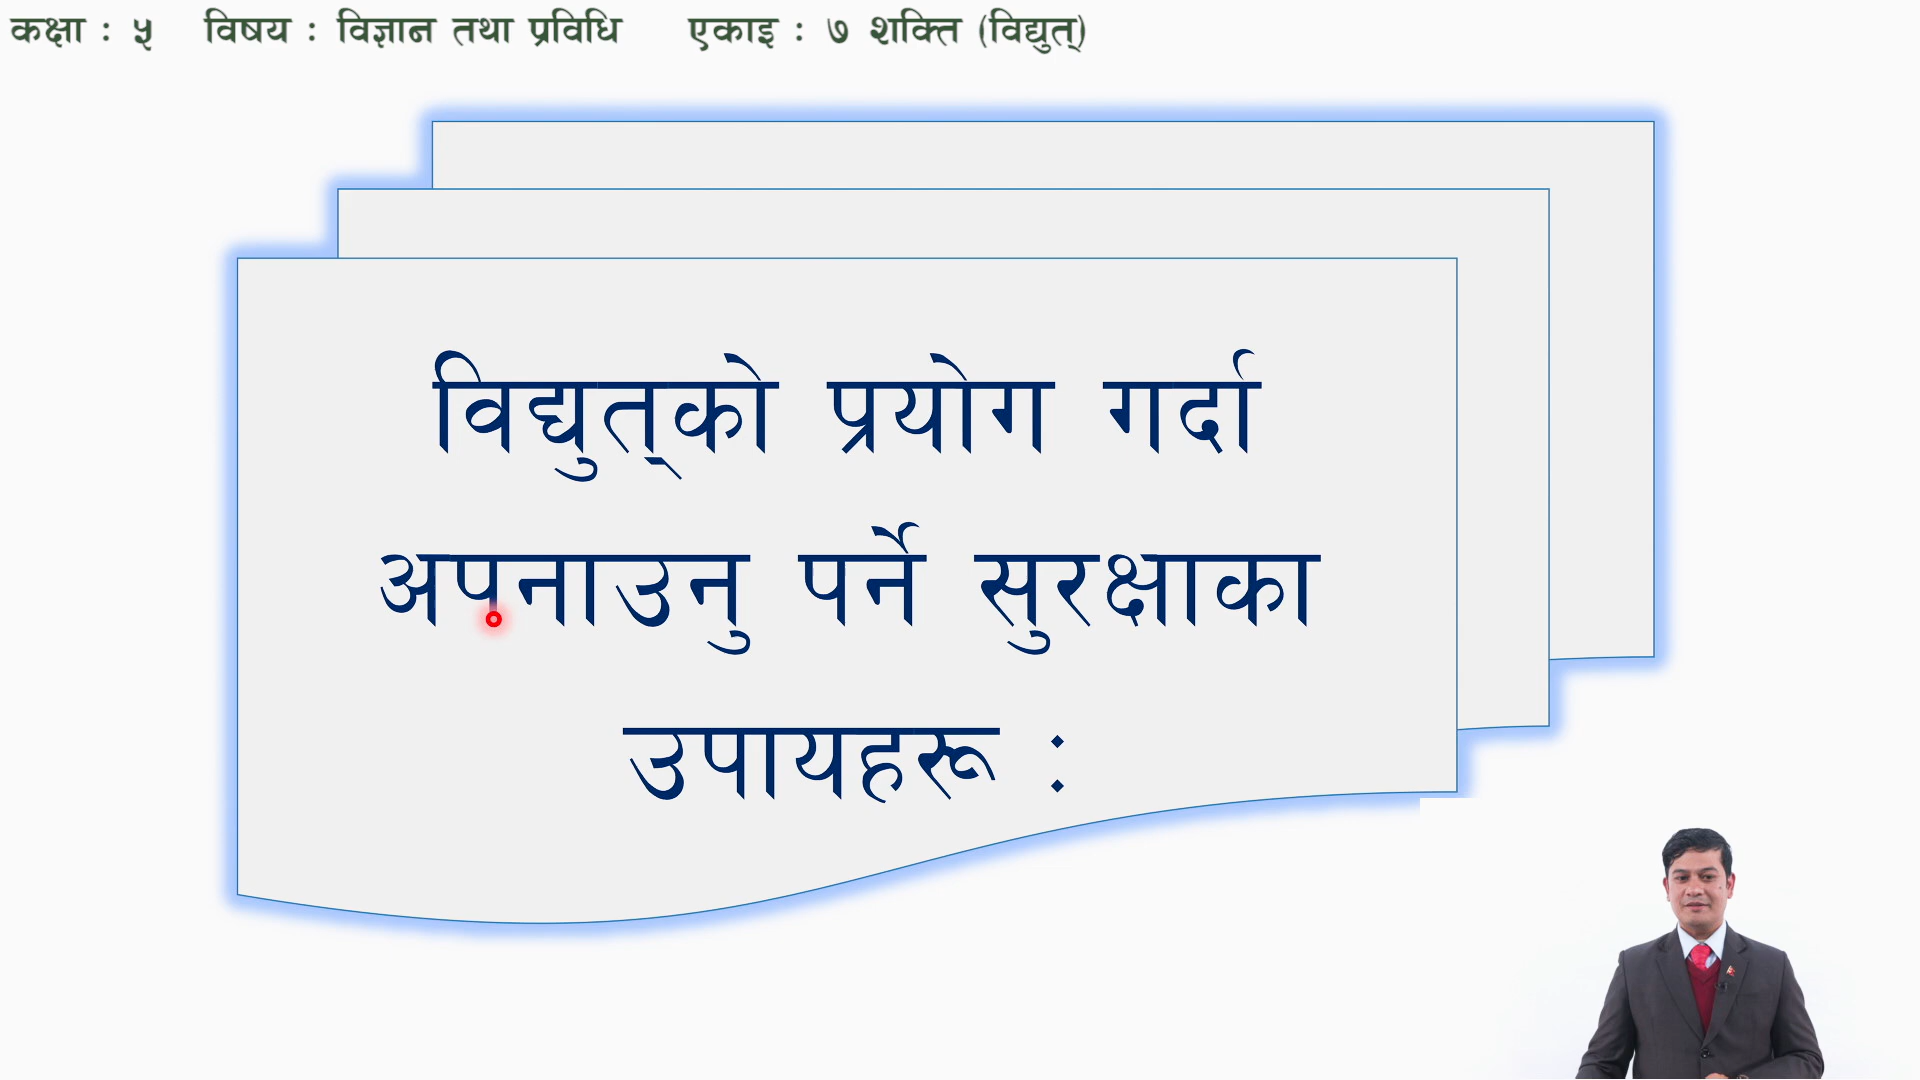 कक्षा : ५ विषय : विज्ञान तथा प्रविधि एकाइ : ७ शक्ति (विद्युत्)
विद्युत्को प्रयोग गर्दा
अपनाउनु पर्ने सुरक्षाका
उपायहरू :